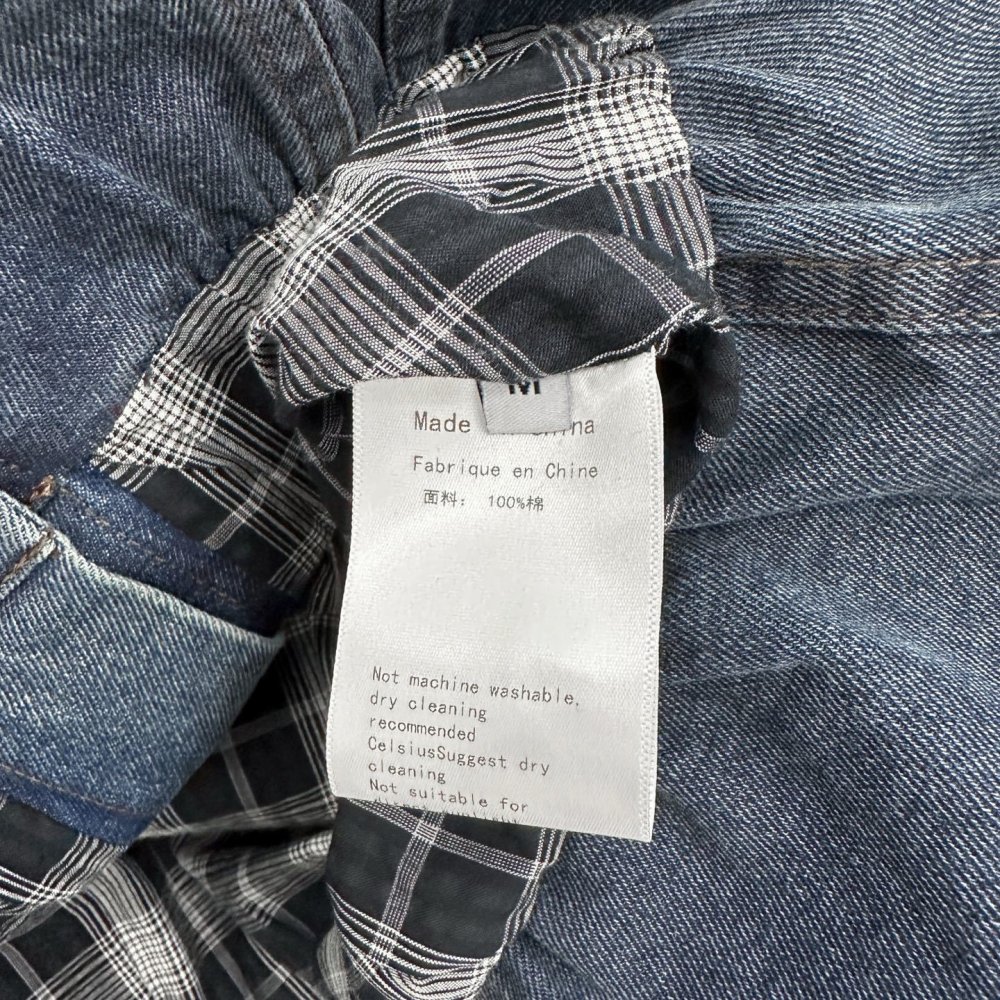 M
Made China
Fabrique en Chine
面料: 100%棉
Not machine washable,
dry cleaning
recommended
CelsiusSuggest dry
cleaning
Not suitable for